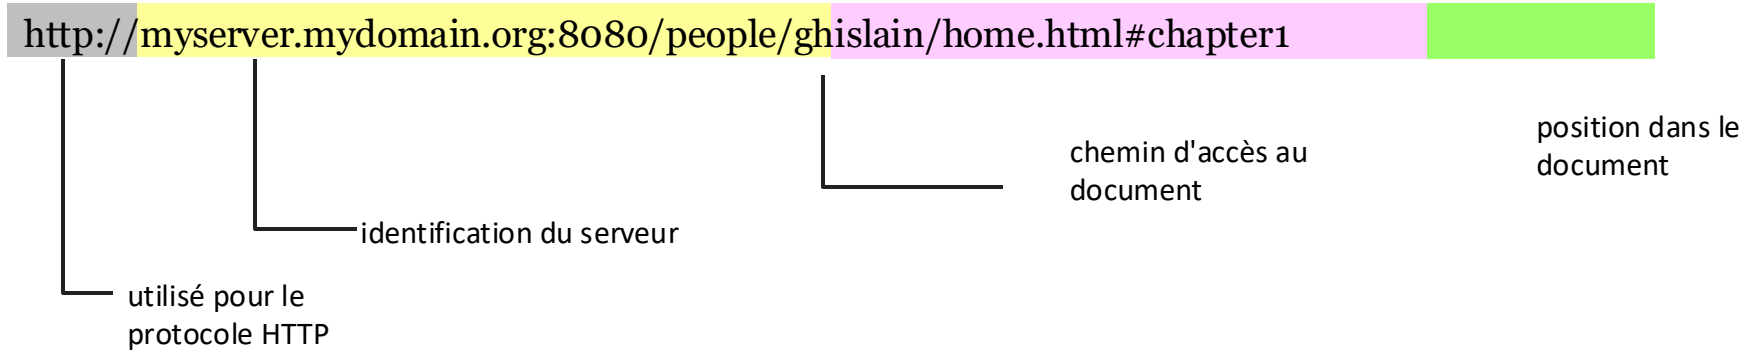 http://myserver.mydomain.org:8080/people/ghislain/home.html#chapter1
position dans le
document
chemin d'accès au
document
identification du serveur
utilisé pour le
protocole HTTP